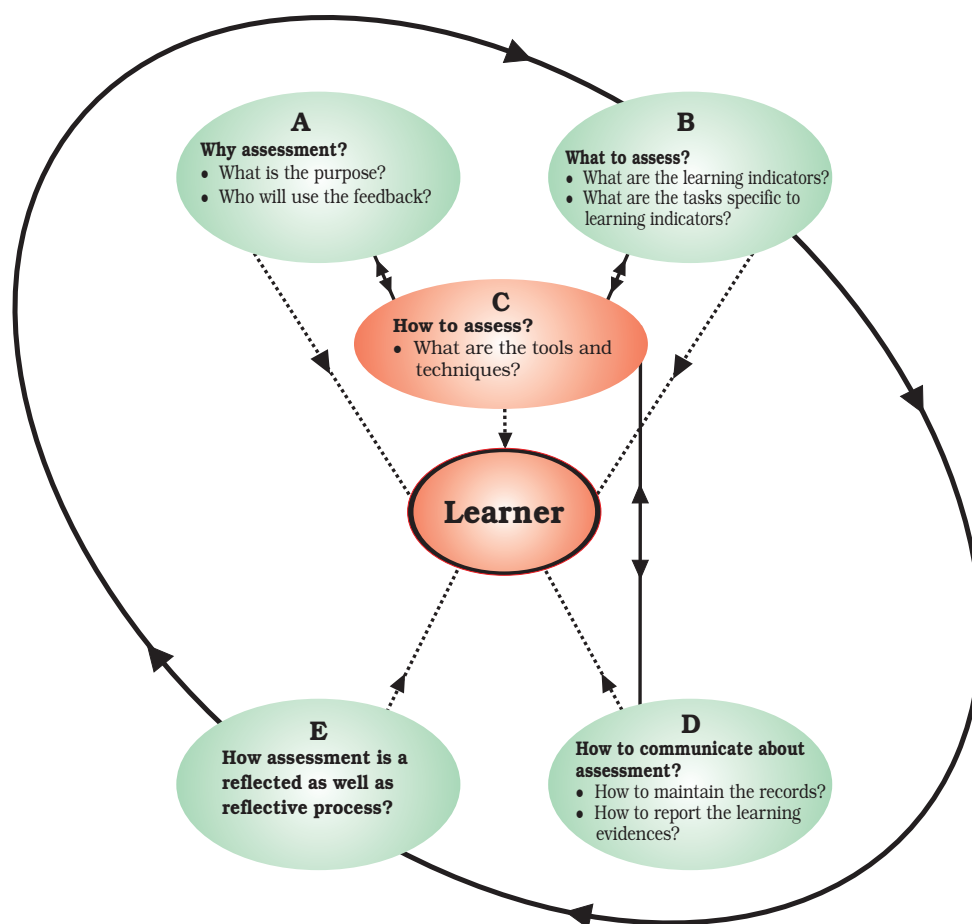 A
Why assessment?
• What is the purpose?
• Who will use the feedback?
B
What to assess?
• What are the learning indicators?
• What are the tasks specific to
learning indicators?
C
How to assess?
• What are the tools and
techniques?
Learner
E
How assessment is a
reflected as well as
reflective process?
D
How to communicate about
assessment?
• How to maintain the records?
• How to report the learning
evidences?